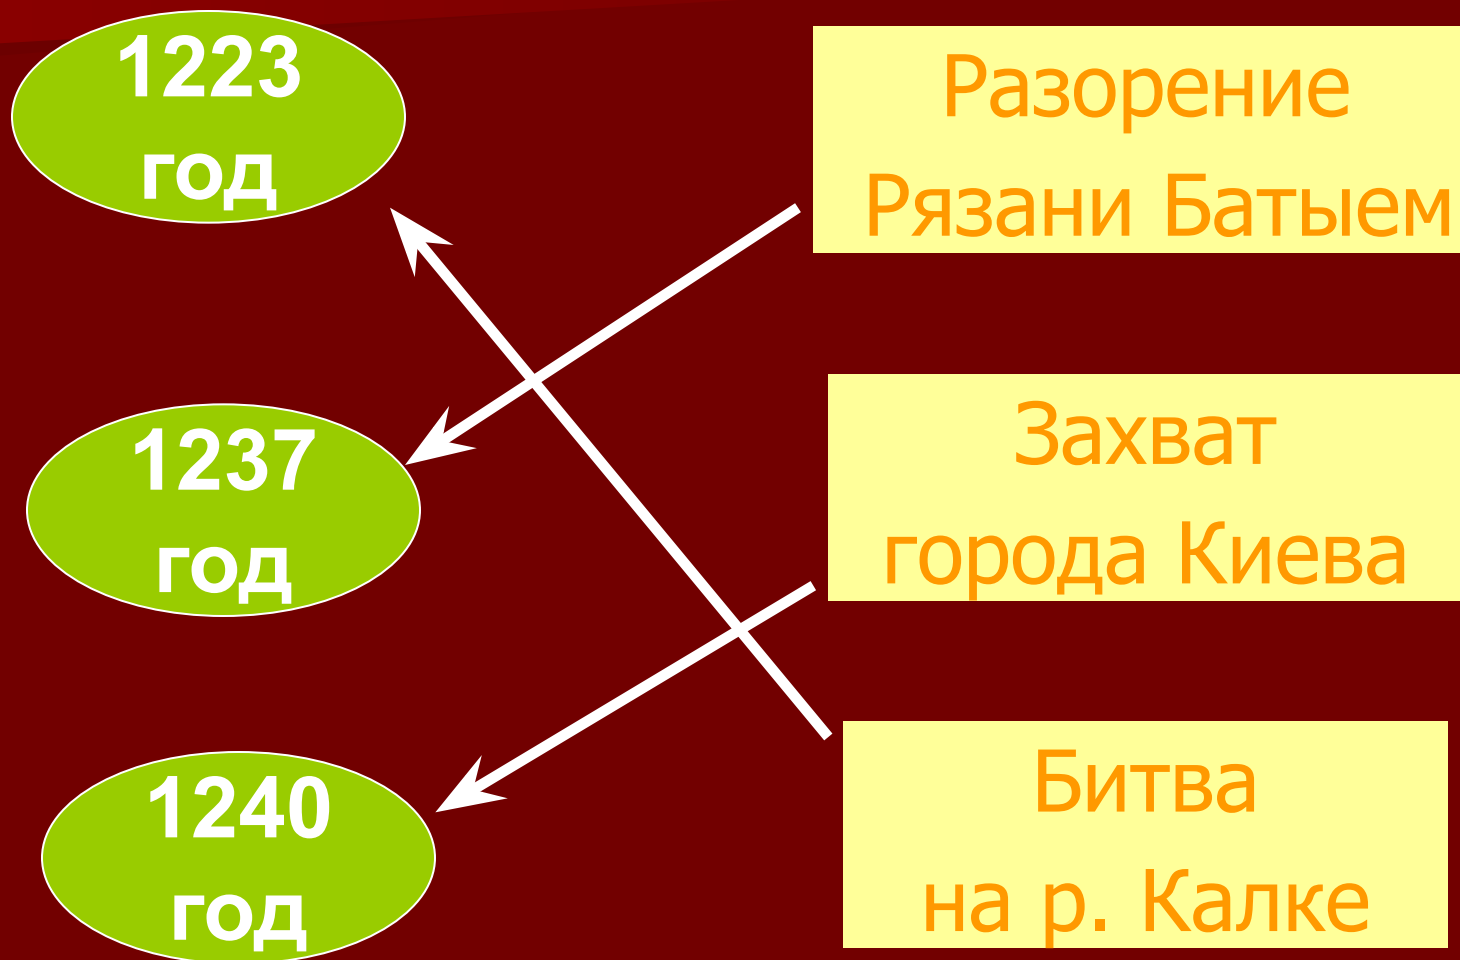 1223
год
Разорение
Рязани Батыем
1237
год
Захват
города Киева
1240
год
Битва
на р. Калке